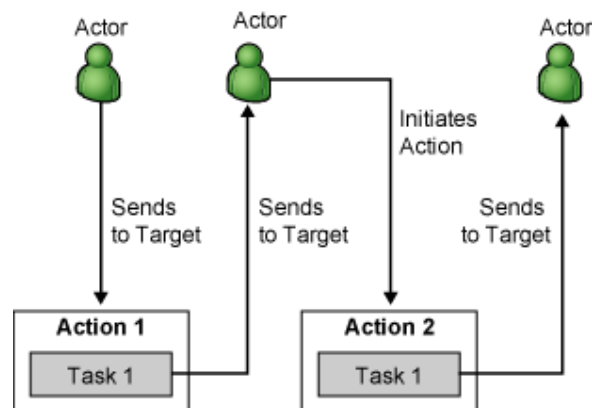 Actor
Actor
Actor
Initiates
Action
Sends
to Target
Sends
to Target
Sends
to Target
Action 1
Action 2
Task 1
Task 1